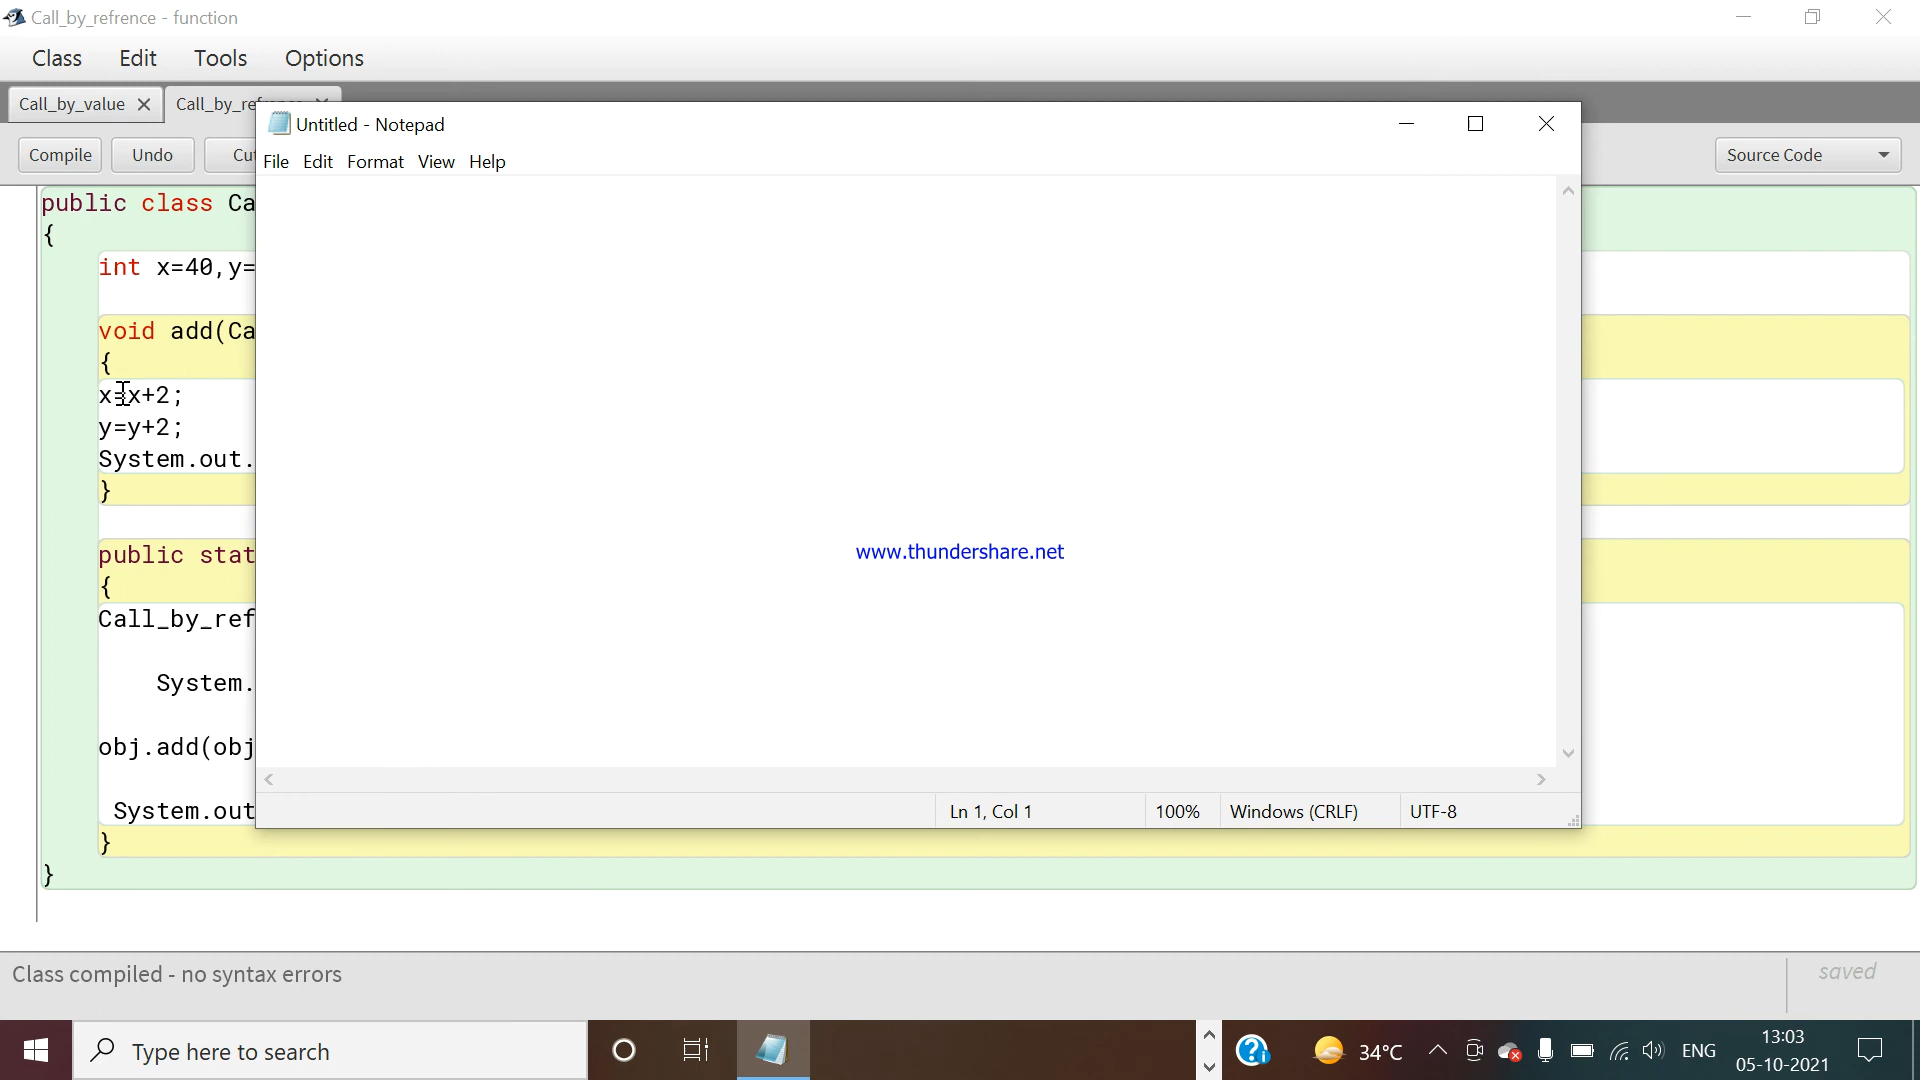 Call_by_refrence - function
Class Edit Tools Options
Call_by_value Call_by_re
Untitled - Notepad
Compile Undo Cu
File Edit Format View Help
Source Code
public class Ca
{
int x=40,y=
void add(Ca
{
x=x+2;
y=y+2;
System.out.
}
www.thundershare.net
public stat
{
Call_by_ref
System.
obj.add(obj
System.out
Ln 1, Col 1 100% Windows (CRLF) UTF-8
}
}
Class compiled - no syntax errors
saved
Type here to search
34°C
ENG
13:03
05-10-2021